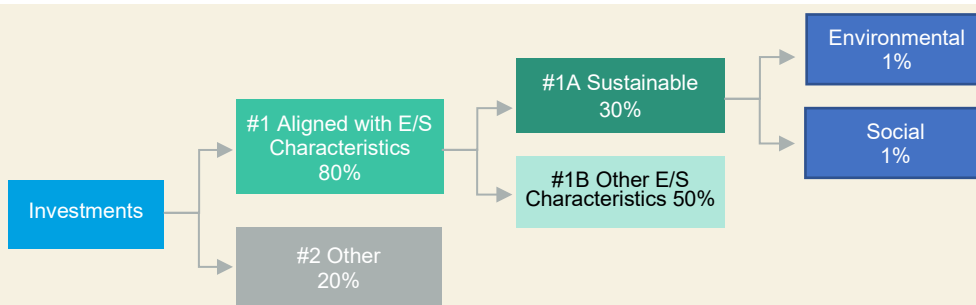 Investments
#1 Aligned with E/S
Characteristics
80%
#2 Other
20%
#1A Sustainable
30%
#1B Other E/S
Characteristics 50%
Environmental
1%
Social
1%